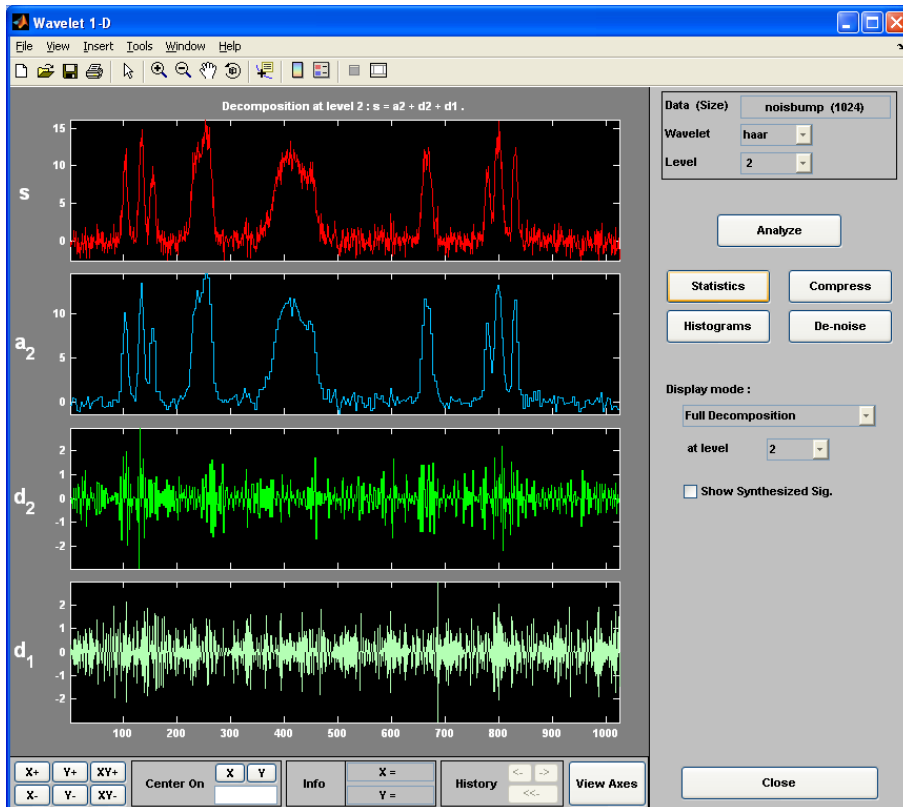 Wavelet 1-D
File View Insert Tools Window Help
Decomposition at level 2 : s = a2 + d2 + d1 .
s
15
10
5
0
a2
10
5
0
d2
2
1
0
-1
-2
d1
2
1
0
-1
-2
100 200 300 400 500 600 700 800 900 1000
Data (Size) noisbump (1024)
Wavelet haar
Level 2
Analyze
Statistics Compress
Histograms De-noise
Display mode :
Full Decomposition
at level 2
Show Synthesized Sig.
X+ Y+ XY+
X- Y- XY-
Center On X Y
Info X =
Y =
History <- ->
<<-
View Axes
Close